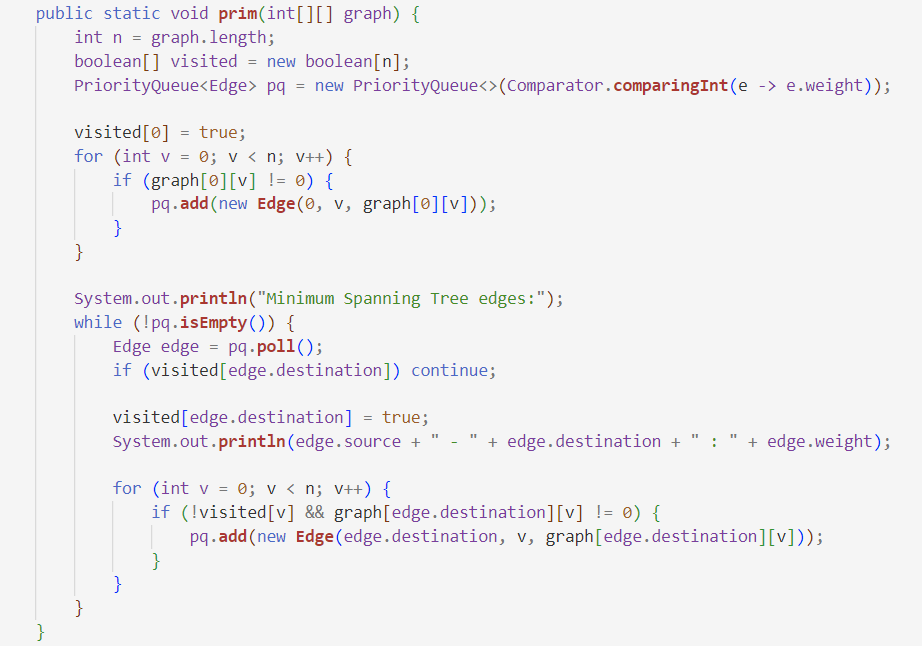 public static void prim(int[][] graph) {
    int n = graph.length;
    boolean[] visited = new boolean[n];
    PriorityQueue<Edge> pq = new PriorityQueue<>(Comparator.comparingInt(e -> e.weight));

    visited[0] = true;
    for (int v = 0; v < n; v++) {
        if (graph[0][v] != 0) {
            pq.add(new Edge(0, v, graph[0][v]));
        }
    }

    System.out.println("Minimum Spanning Tree edges:");
    while (!pq.isEmpty()) {
        Edge edge = pq.poll();
        if (visited[edge.destination]) continue;

        visited[edge.destination] = true;
        System.out.println(edge.source + " - " + edge.destination + " : " + edge.weight);

        for (int v = 0; v < n; v++) {
            if (!visited[v] && graph[edge.destination][v] != 0) {
                pq.add(new Edge(edge.destination, v, graph[edge.destination][v]));
            }
        }
    }
}